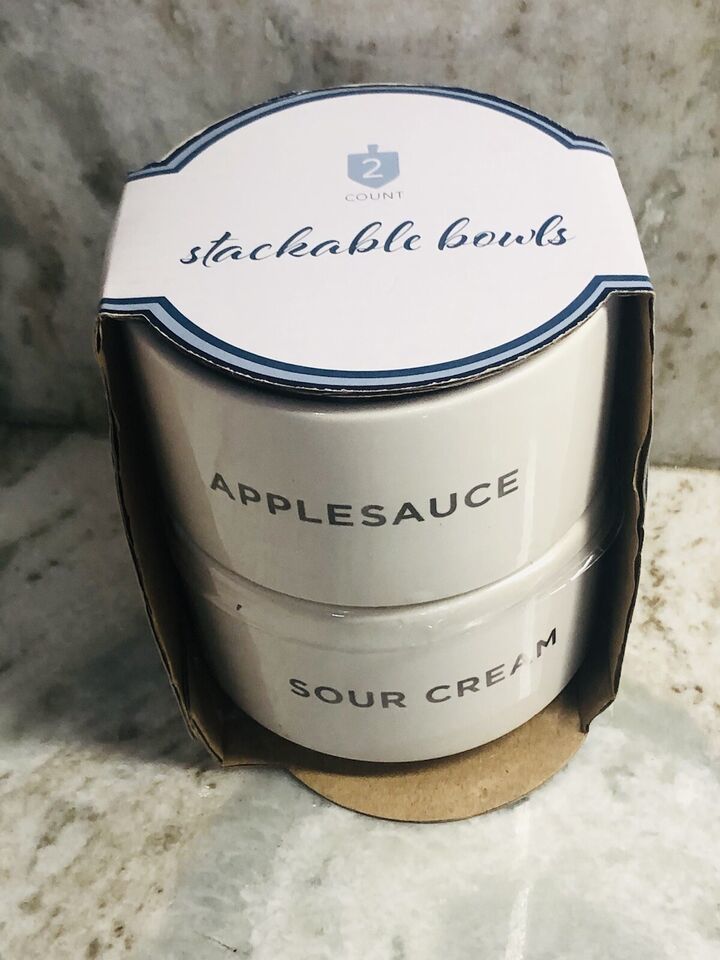 2
COUNT
stackable bowls
APPLESAUCE
SOUR CREAM